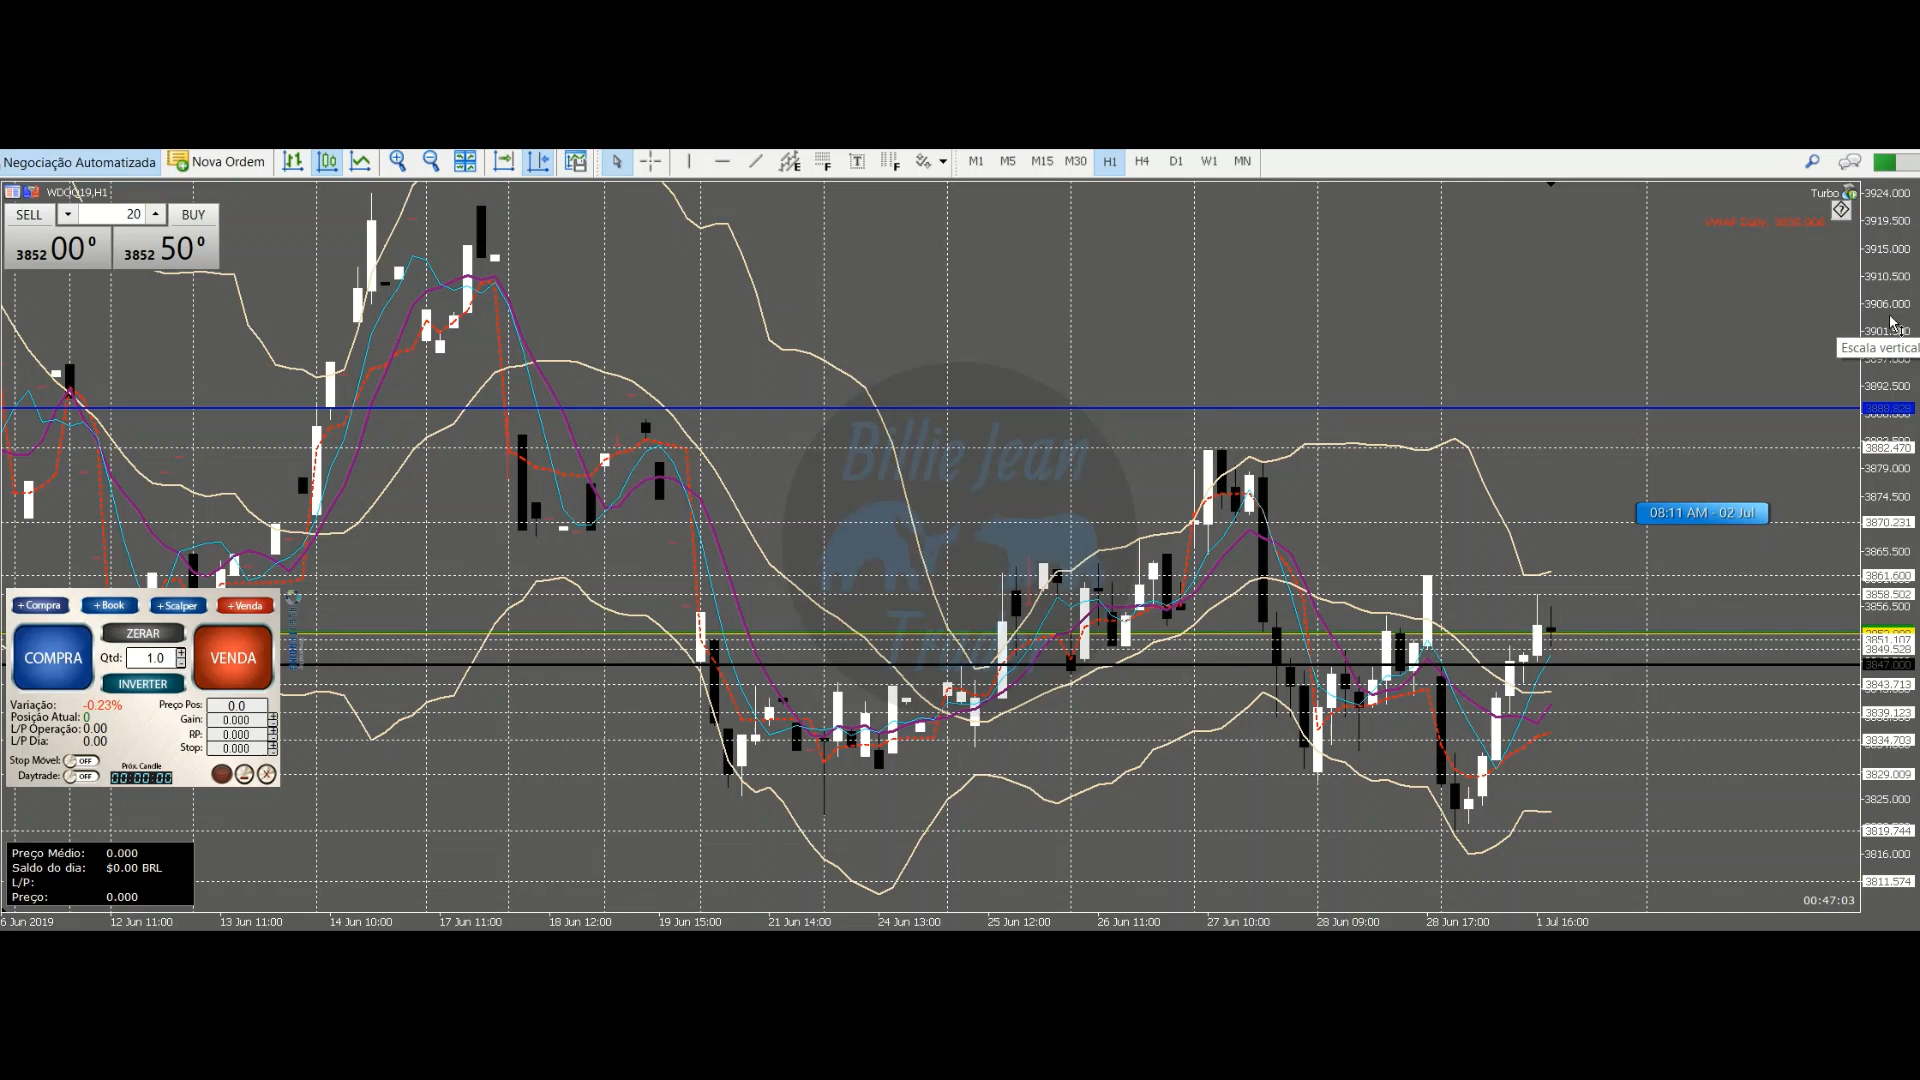 Negociação Automatizada Nova Ordem M1 M5 M15 M30 H1 H4 D1 W1 MN
WDOQ19,H1
Turbo
SELL 20 BUY
3852 00 0 3852 50 0
3924.000
3919.500
3915.000
3910.500
3906.000
Escala vertical
3892.500
3882.470
3879.000
3874.500
3870.231
3865.500
3861.600
3858.502
3856.500
3851.107
3849.528
3847.000
3843.713
3839.123
3834.703
3829.009
3825.000
3819.744
3816.000
3811.574
Billie Jean
08:11 AM - 02 Jul
+Compra +Book +Scalper +Venda
COMPRA ZERAR VENDA
Qtd: 1.0
INVERTER
Variação: -0.23% Preço Pos: 0.0
Posição Atual: 0 Gain: 0.000
L/P Operação: 0.00 RP: 0.000
L/P Dia: 0.00 Stop: 0.000
Stop Móvel: OFF Próx. Candle
Daytrade: OFF 00:00:00
Preço Médio: 0.000
Saldo do dia: $0.00 BRL
L/P:
Preço: 0.000
00:47:03
6 Jun 2019 12 Jun 11:00 13 Jun 11:00 14 Jun 10:00 17 Jun 11:00 18 Jun 12:00 19 Jun 15:00 21 Jun 14:00 24 Jun 13:00 25 Jun 12:00 26 Jun 11:00 27 Jun 10:00 28 Jun 09:00 28 Jun 17:00 1 Jul 16:00